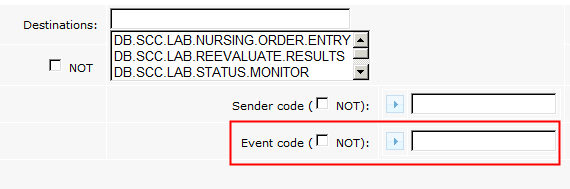 Destinations:
DB.SCC.LAB.NURSING.ORDER.ENTRY
NOT DB.SCC.LAB.REEVALUATE.RESULTS
DB.SCC.LAB.STATUS.MONITOR
Sender code ( NOT):
Event code ( NOT):